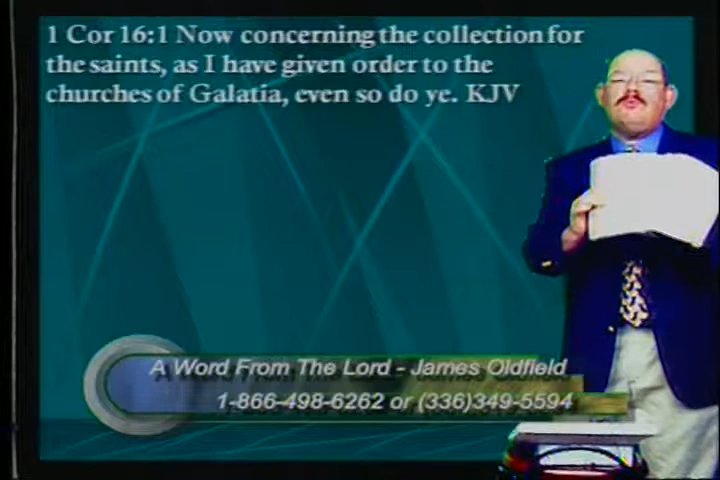 1 Cor 16:1 Now concerning the collection for
the saints, as I have given order to the
churches of Galatia, even so do ye. KJV
A Word From The Lord - James Oldfield
1-866-498-6262 or (336)349-5594